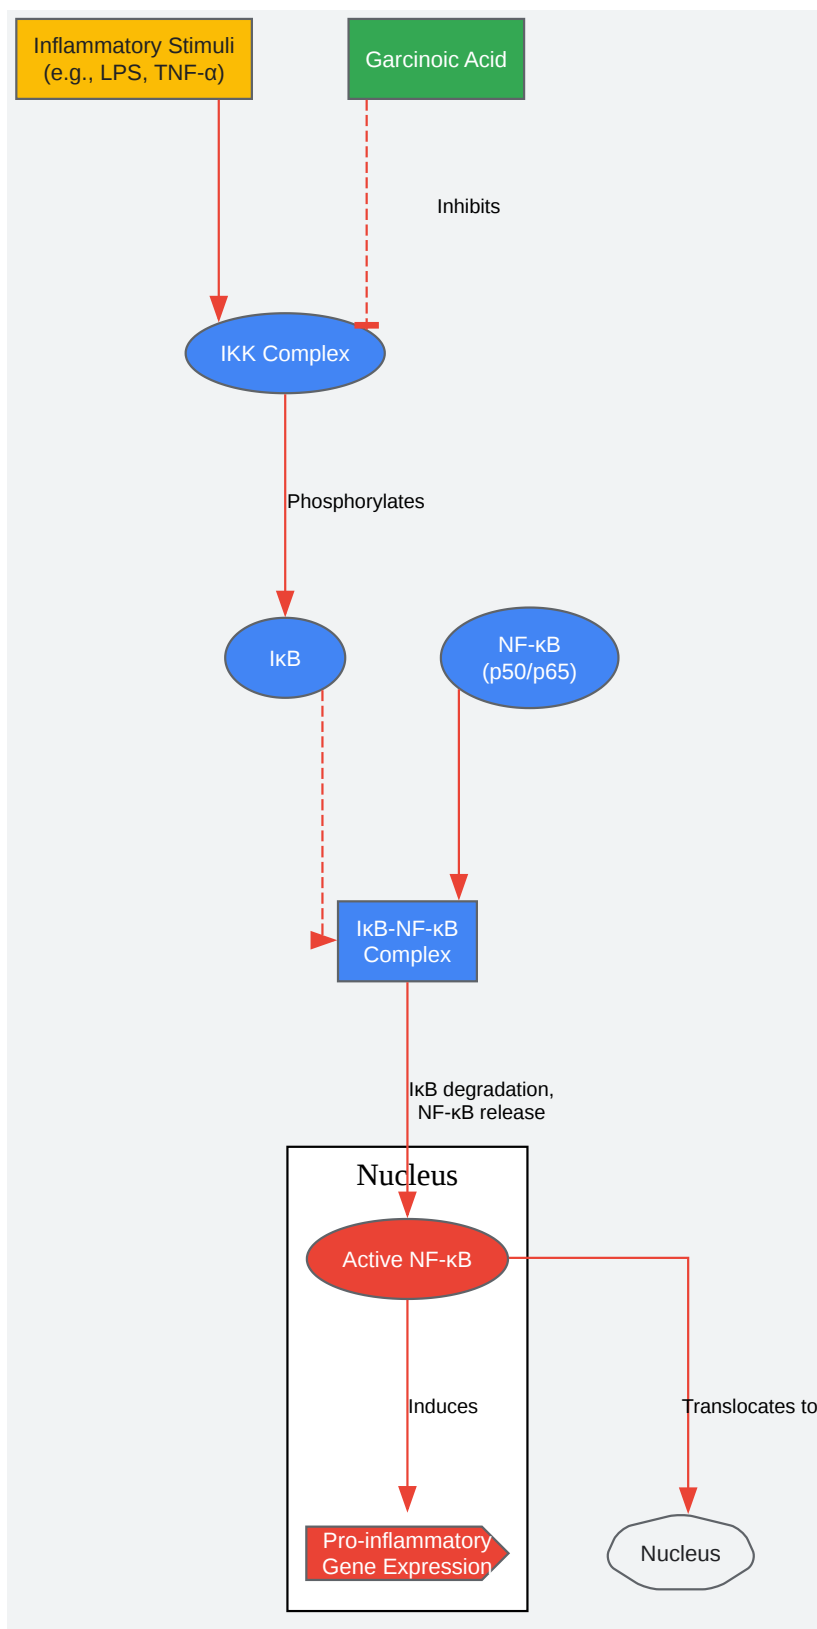 Inflammatory Stimuli
(e.g., LPS, TNF-α)
Garcinoic Acid
Inhibits
IKK Complex
Phosphorylates
IκB
NF-κB
(p50/p65)
IκB-NF-κB
Complex
IκB degradation,
NF-κB release
Nucleus
Active NF-κB
Induces
Translocates to
Pro-inflammatory
Gene Expression
Nucleus